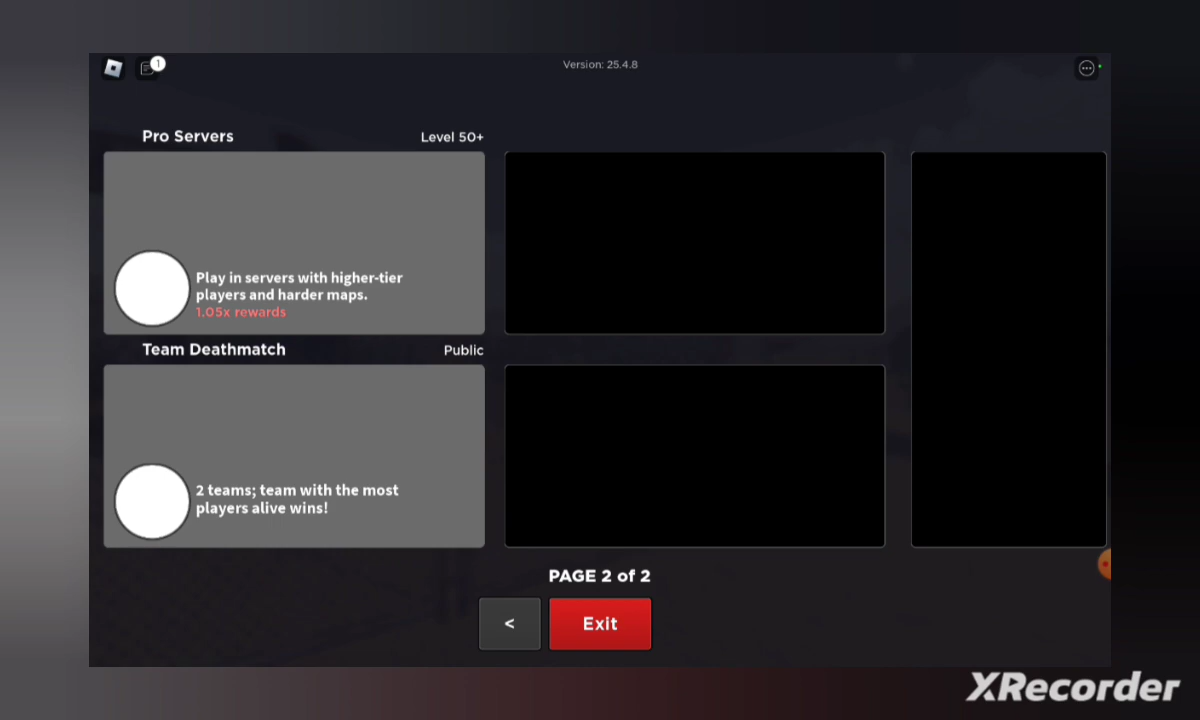 1
Version: 25.4.8
Pro Servers
Level 50+
Play in servers with higher-tier
players and harder maps.
1.05x rewards
Team Deathmatch
Public
2 teams; team with the most
players alive wins!
PAGE 2 of 2
<
Exit
XRecorder